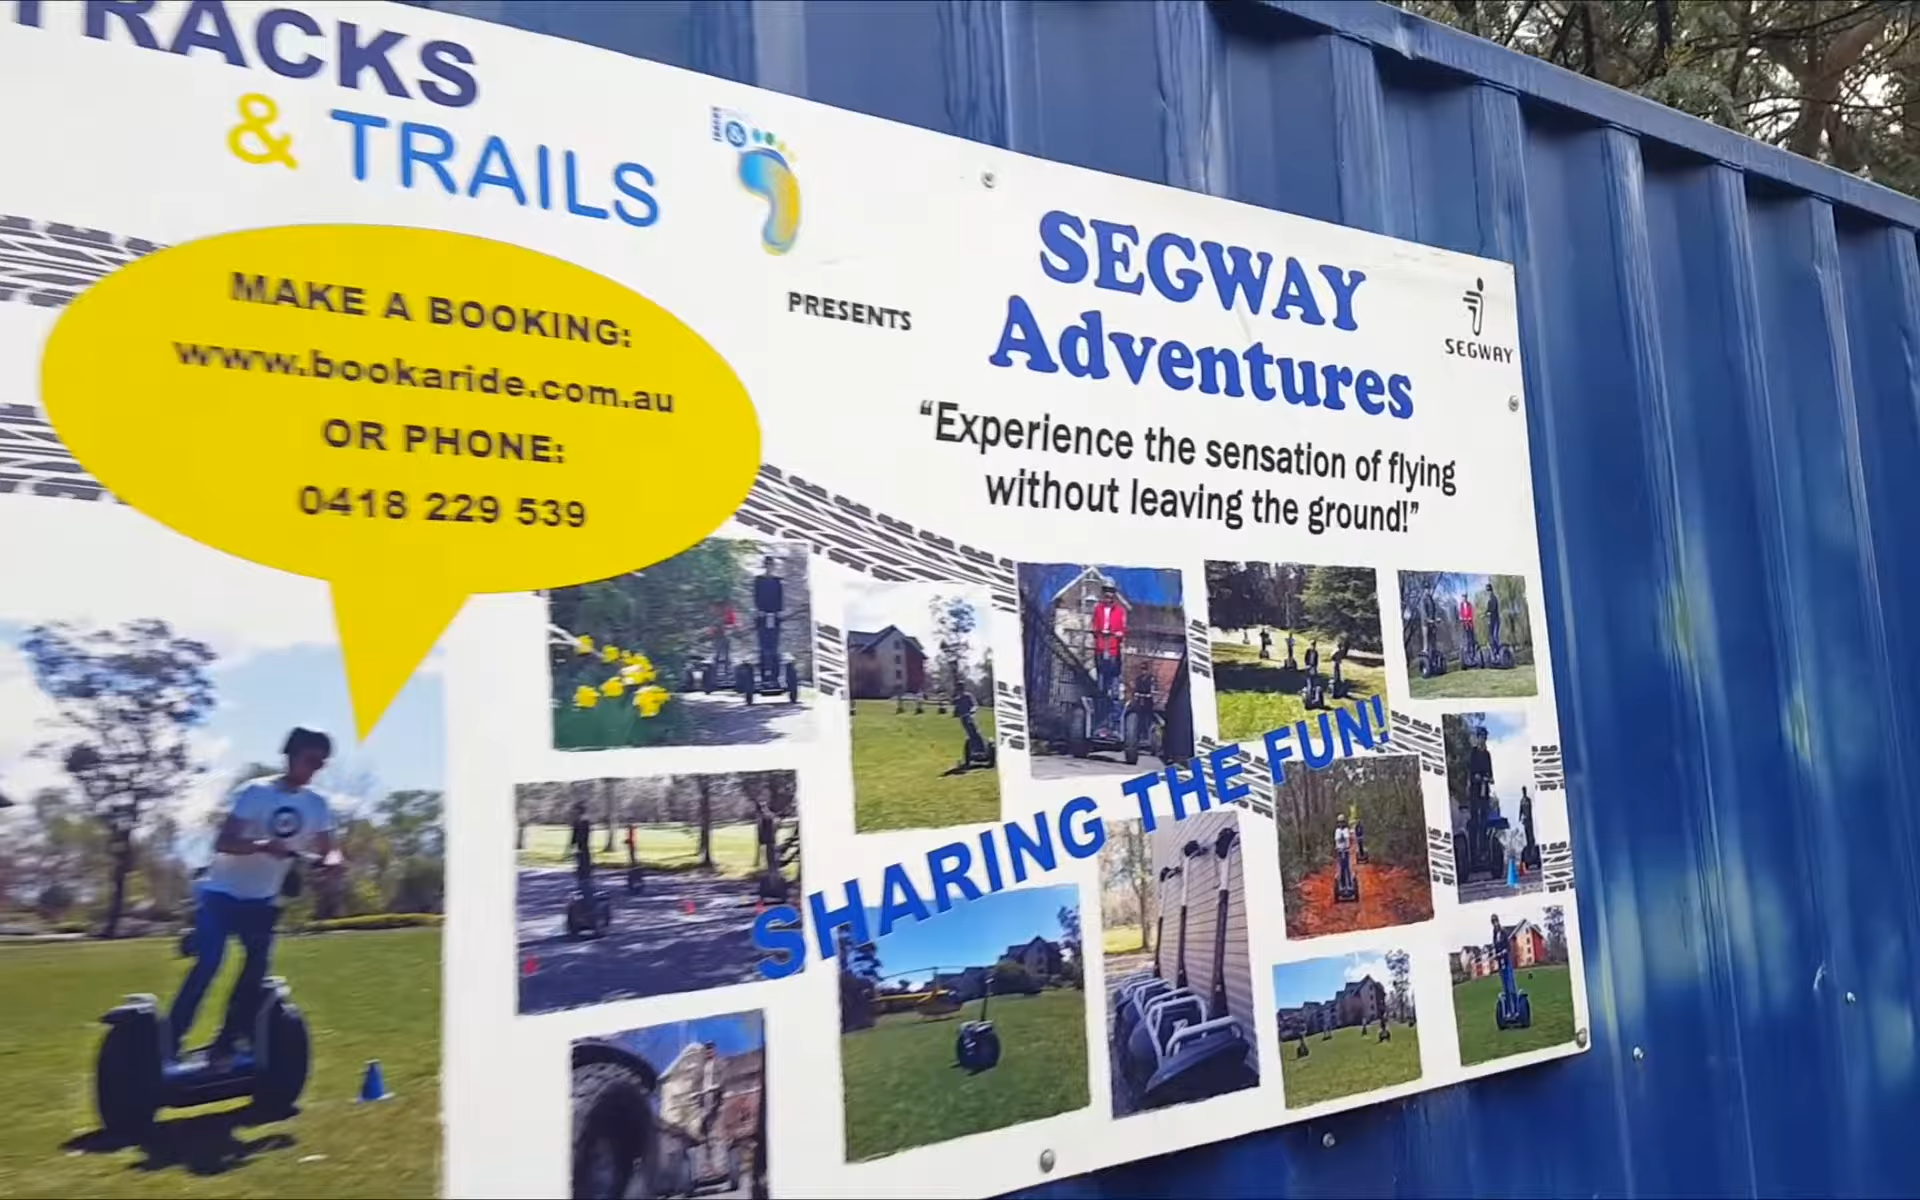 TRACKS
& TRAILS
MAKE A BOOKING:
www.bookaride.com.au
OR PHONE:
0418 229 539
PRESENTS
SEGWAY
Adventures
SEGWAY
“Experience the sensation of flying
without leaving the ground!”
SHARING THE FUN!